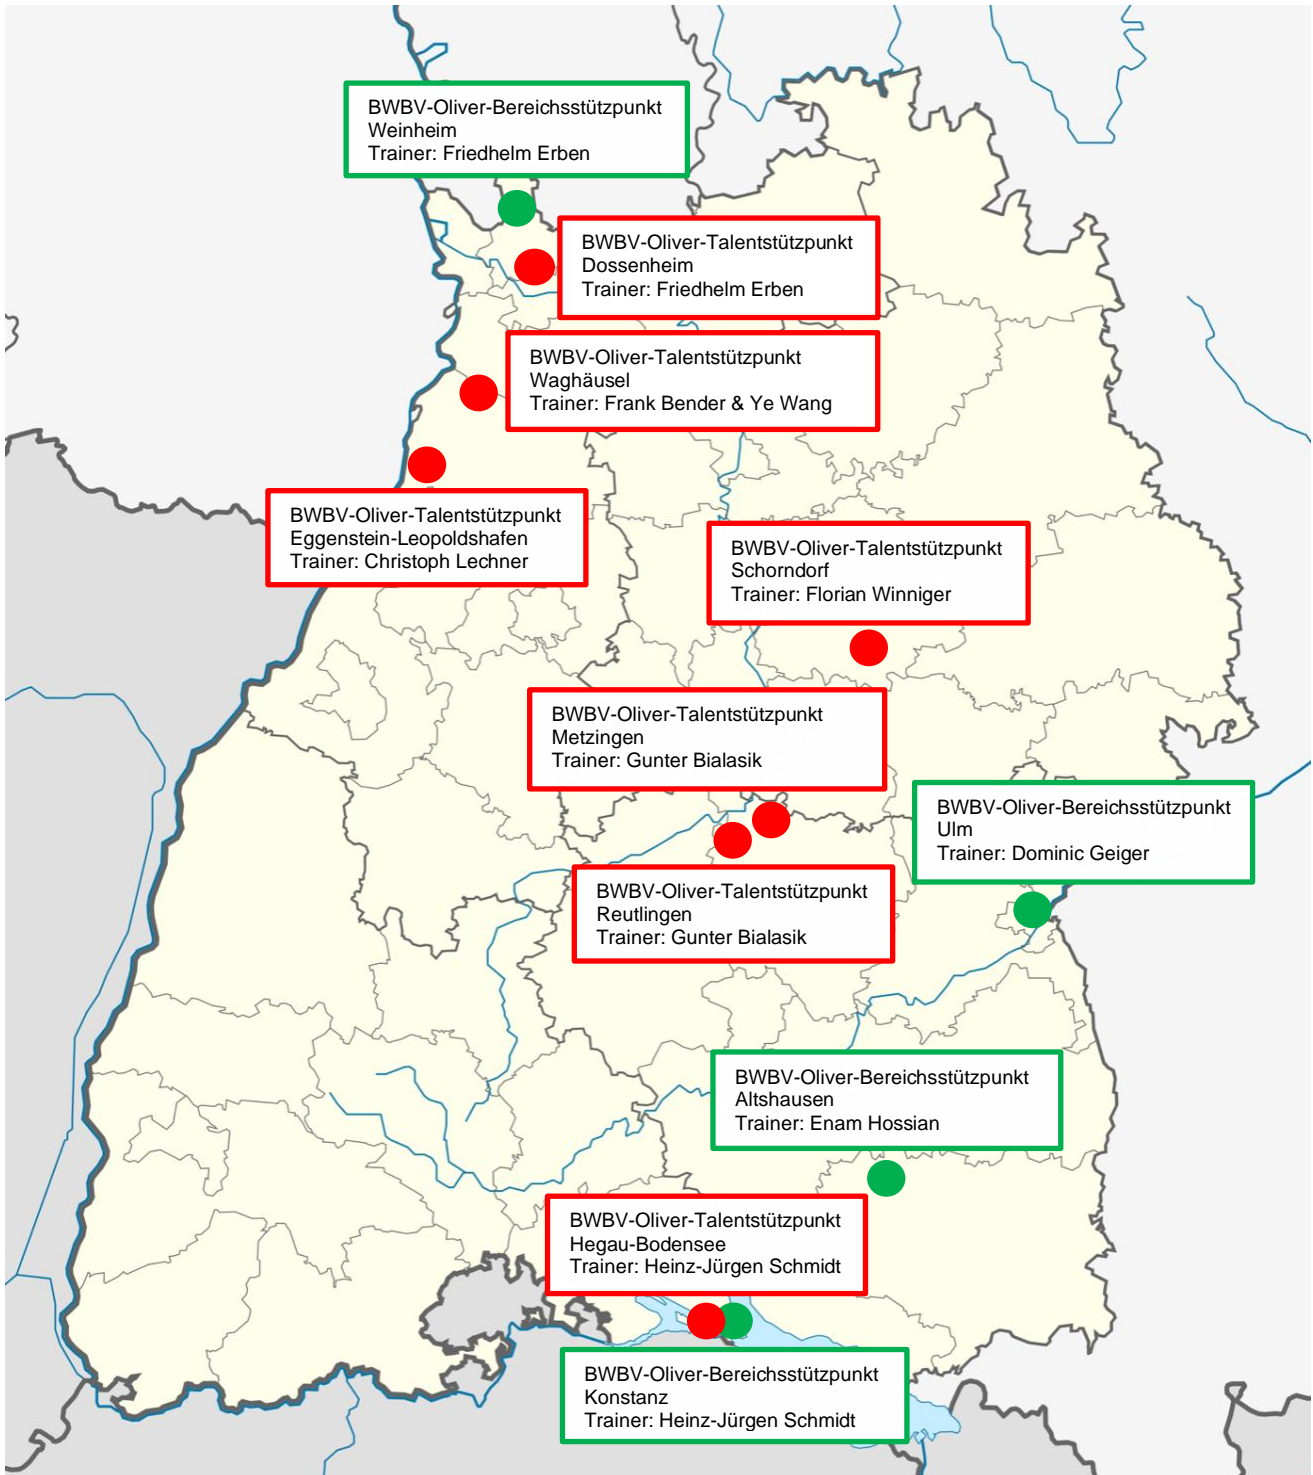 BWBV-Oliver-Bereichsstützpunkt
Weinheim
Trainer: Friedhelm Erben
BWBV-Oliver-Talentstützpunkt
Dossenheim
Trainer: Friedhelm Erben
BWBV-Oliver-Talentstützpunkt
Waghäusel
Trainer: Frank Bender & Ye Wang
BWBV-Oliver-Talentstützpunkt
Eggenstein-Leopoldshafen
Trainer: Christoph Lechner
BWBV-Oliver-Talentstützpunkt
Schorndorf
Trainer: Florian Winniger
BWBV-Oliver-Talentstützpunkt
Metzingen
Trainer: Gunter Bialasik
BWBV-Oliver-Bereichsstützpunkt
Ulm
Trainer: Dominic Geiger
BWBV-Oliver-Talentstützpunkt
Reutlingen
Trainer: Gunter Bialasik
BWBV-Oliver-Bereichsstützpunkt
Altshausen
Trainer: Enam Hossian
BWBV-Oliver-Talentstützpunkt
Hegau-Bodensee
Trainer: Heinz-Jürgen Schmidt
BWBV-Oliver-Bereichsstützpunkt
Konstanz
Trainer: Heinz-Jürgen Schmidt